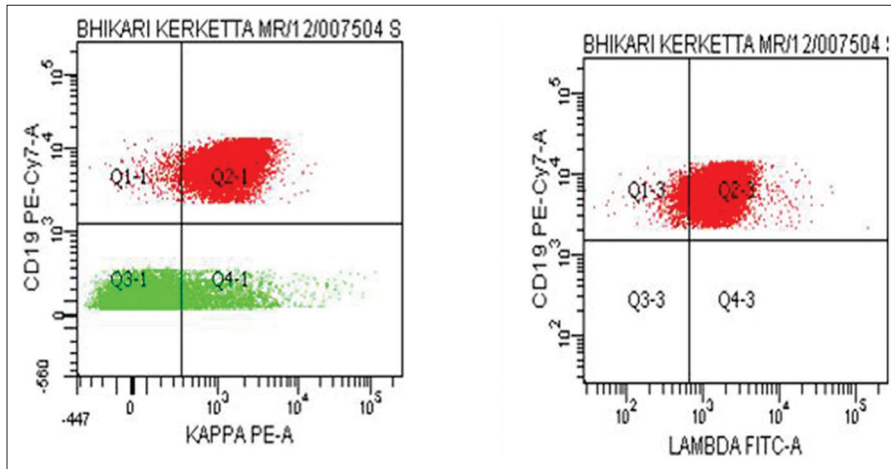 BHIKARI KERKETTA MR/12/007504 S
CD19 PE-Cy7-A
10^5
10^4
10^3
0
-560
Q1-1
Q2-1
Q3-1
Q4-1
-447
0
10^3
10^4
10^5
KAPPA PE-A
BHIKARI KERKETTA MR/12/007504
CD19 PE-Cy7-A
10^5
10^4
10^3
10^2
Q1-3
Q2-3
Q3-3
Q4-3
10^2
10^3
10^4
10^5
LAMBDA FITC-A